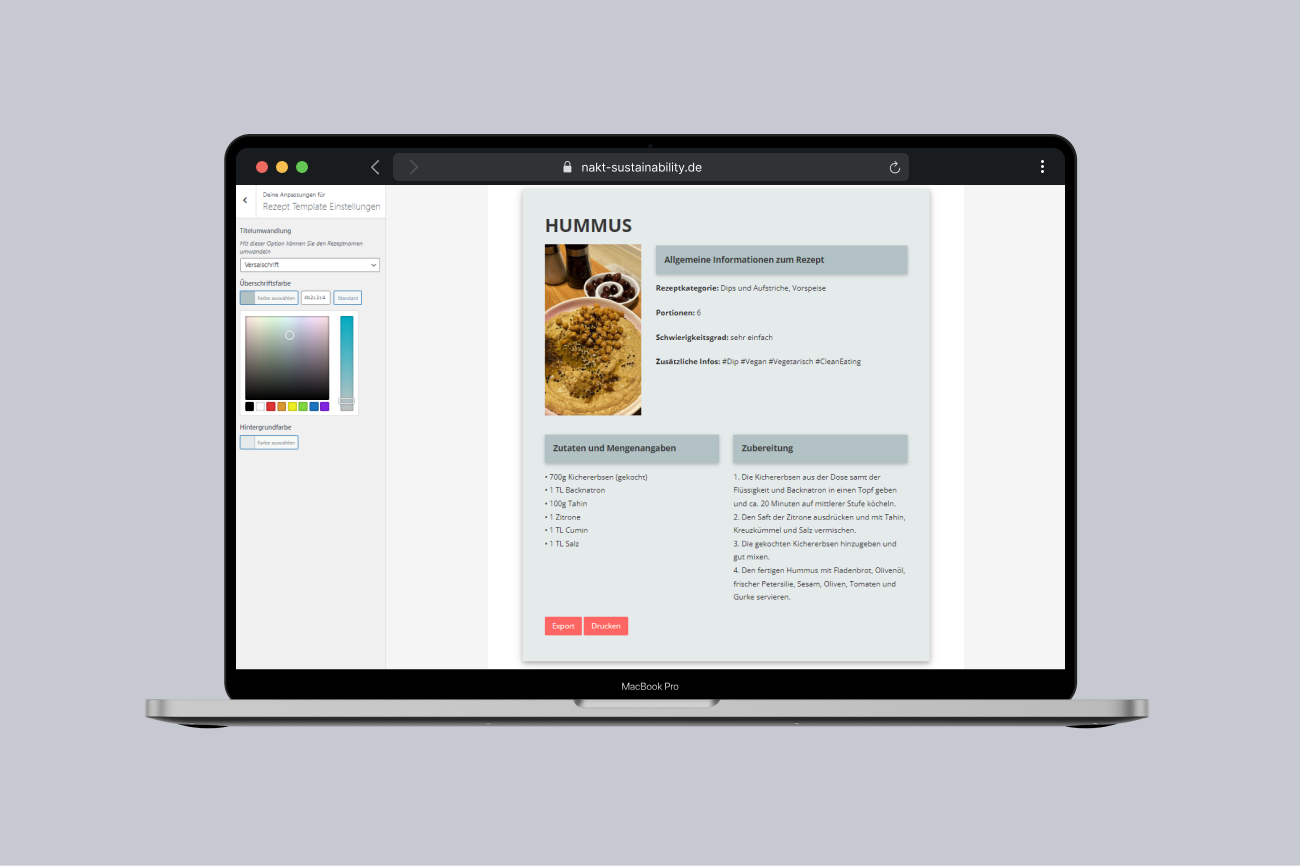 nakt-sustainability.de
Deine Anpassungen für
Rezept Template Einstellungen
Titelumwandlung
Mit dieser Option können Sie den Rezeptnamen
umwandeln
Versalschrift
Überschriftsfarbe
Farbe auswählen
#b2c2c4
Standard
Hintergrundfarbe
Farbe auswählen
HUMMUS
Allgemeine Informationen zum Rezept
Rezeptkategorie: Dips und Aufstriche, Vorspeise
Portionen: 6
Schwierigkeitsgrad: sehr einfach
Zusätzliche Infos: #Dip #Vegan #Vegetarisch #CleanEating
Zutaten und Mengenangaben
• 700g Kichererbsen (gekocht)
• 1 TL Backnatron
• 100g Tahin
• 1 Zitrone
• 1 TL Cumin
• 1 TL Salz
Zubereitung
1. Die Kichererbsen aus der Dose samt der
Flüssigkeit und Backnatron in einen Topf geben
und ca. 20 Minuten auf mittlerer Stufe köcheln.
2. Den Saft der Zitrone ausdrücken und mit Tahin,
Kreuzkümmel und Salz vermischen.
3. Die gekochten Kichererbsen hinzugeben und
gut mixen.
4. Den fertigen Hummus mit Fladenbrot, Olivenöl,
frischer Petersilie, Sesam, Oliven, Tomaten und
Gurke servieren.
Export
Drucken
MacBook Pro